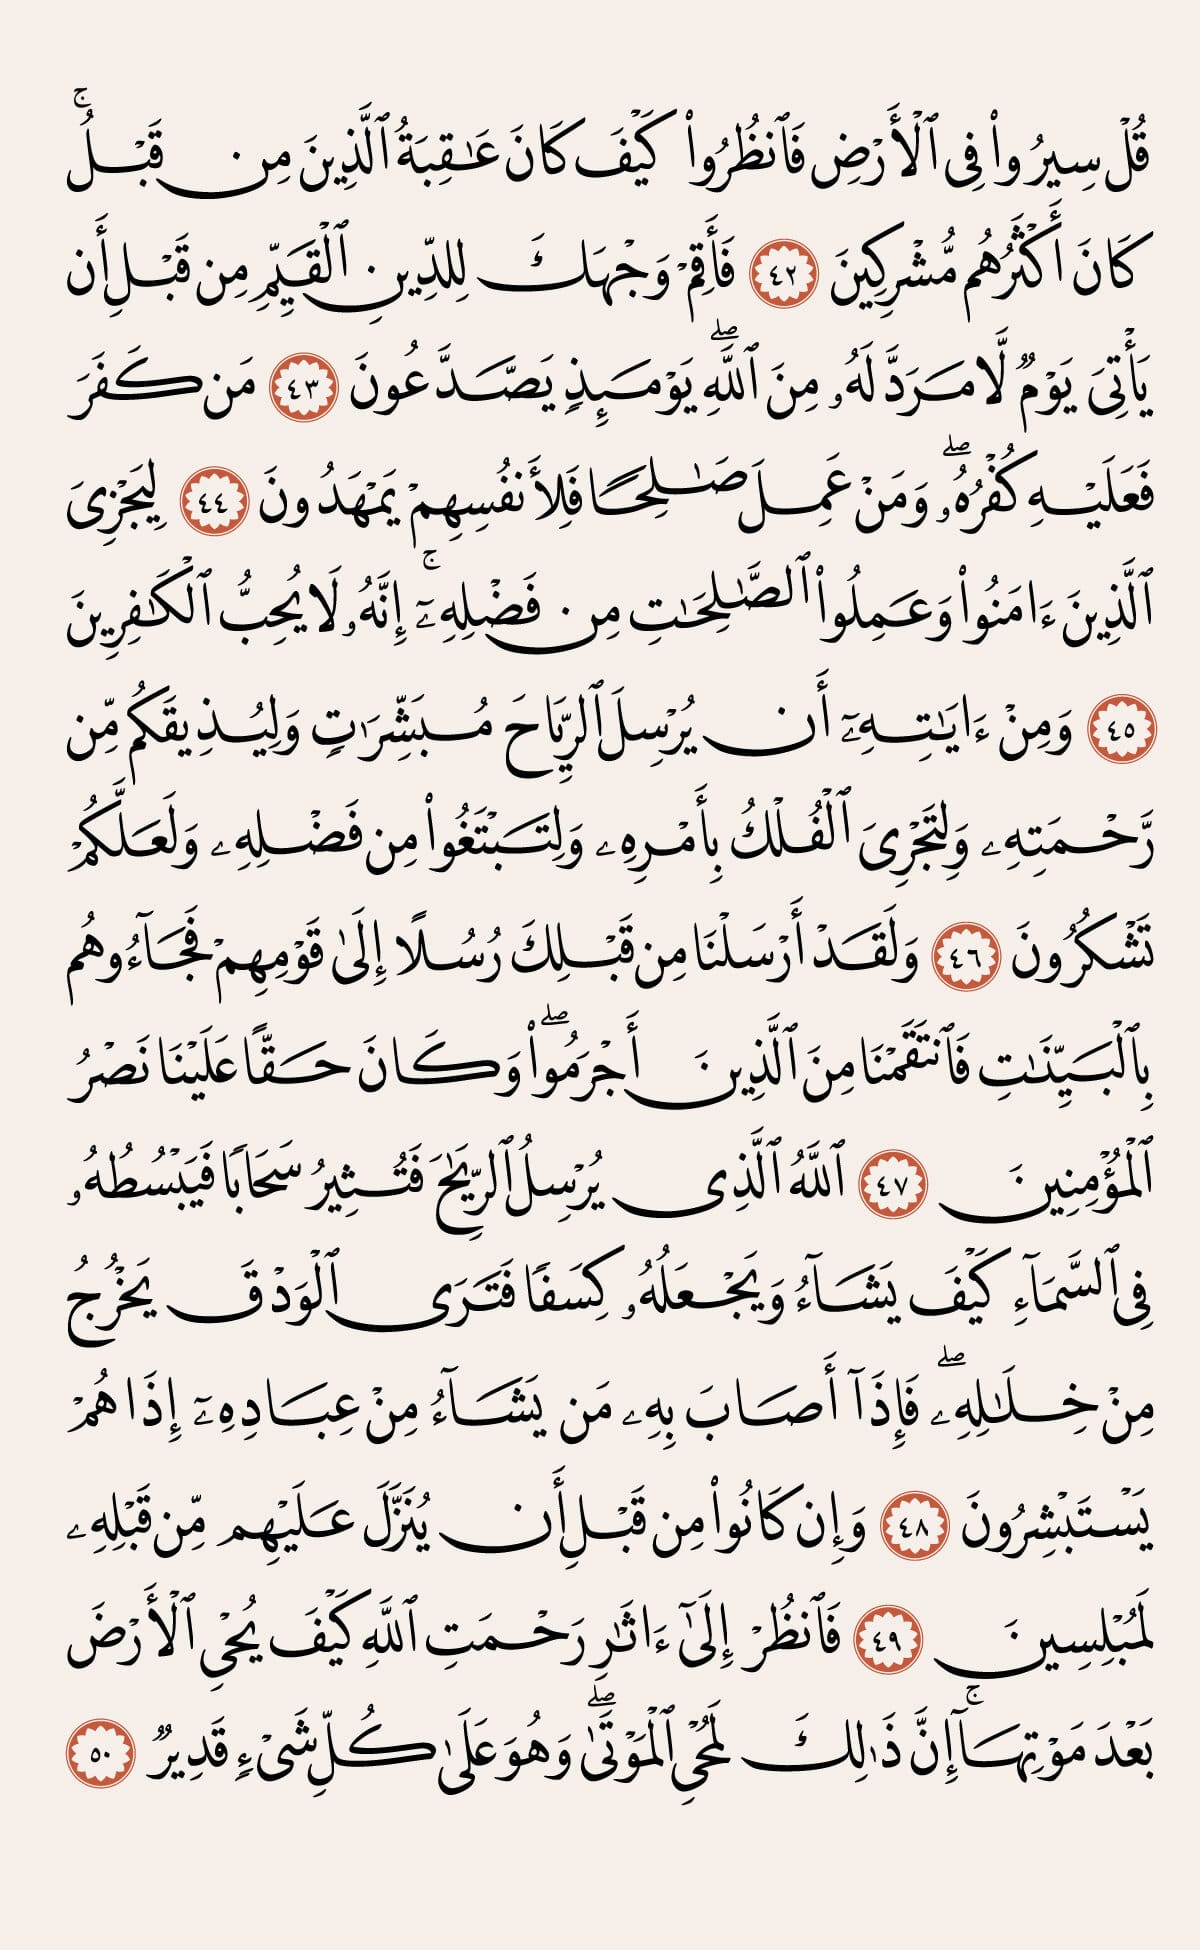 قُلْ سِيرُوا۟ فِى ٱلْأَرْضِ فَٱنظُرُوا۟ كَيْفَ كَانَ عَـٰقِبَةُ ٱلَّذِينَ مِن قَبْلُ ۚ
كَانَ أَكْثَرُهُم مُّشْرِكِينَ ٤٢ فَأَقِمْ وَجْهَكَ لِلدِّينِ ٱلْقَيِّمِ مِن قَبْلِ أَن
يَأْتِىَ يَوْمٌ لَّا مَرَدَّ لَهُۥ مِنَ ٱللَّهِ ۖ يَوْمَئِذٍ يَصَّدَّعُونَ ٤٣ مَن كَفَرَ
فَعَلَيْهِ كُفْرُهُۥ ۖ وَمَنْ عَمِلَ صَـٰلِحًا فَلِأَنفُسِهِمْ يَمْهَدُونَ ٤٤ لِيَجْزِىَ
ٱلَّذِينَ ءَامَنُوا۟ وَعَمِلُوا۟ ٱلصَّـٰلِحَـٰتِ مِن فَضْلِهِۦٓ ۚ إِنَّهُۥ لَا يُحِبُّ ٱلْكَـٰفِرِينَ
٤٥ وَمِنْ ءَايَـٰتِهِۦٓ أَن يُرْسِلَ ٱلرِّيَاحَ مُبَشِّرَٰتٍ وَلِيُذِيقَكُم مِّن
رَّحْمَتِهِۦ وَلِتَجْرِىَ ٱلْفُلْكُ بِأَمْرِهِۦ وَلِتَبْتَغُوا۟ مِن فَضْلِهِۦ وَلَعَلَّكُمْ
تَشْكُرُونَ ٤٦ وَلَقَدْ أَرْسَلْنَا مِن قَبْلِكَ رُسُلًا إِلَىٰ قَوْمِهِمْ فَجَآءُوهُم
بِٱلْبَيِّنَـٰتِ فَٱنتَقَمْنَا مِنَ ٱلَّذِينَ أَجْرَمُوا۟ ۖ وَكَانَ حَقًّا عَلَيْنَا نَصْرُ
ٱلْمُؤْمِنِينَ ٤٧ ٱللَّهُ ٱلَّذِى يُرْسِلُ ٱلرِّيَـٰحَ فَتُثِيرُ سَحَابًا فَيَبْسُطُهُۥ
فِى ٱلسَّمَآءِ كَيْفَ يَشَآءُ وَيَجْعَلُهُۥ كِسَفًا فَتَرَى ٱلْوَدْقَ يَخْرُجُ
مِنْ خِلَـٰلِهِۦ ۖ فَإِذَآ أَصَابَ بِهِۦ مَن يَشَآءُ مِنْ عِبَادِهِۦٓ إِذَا هُمْ
يَسْتَبْشِرُونَ ٤٨ وَإِن كَانُوا۟ مِن قَبْلِ أَن يُنَزَّلَ عَلَيْهِم مِّن قَبْلِهِۦ
لَمُبْلِسِينَ ٤٩ فَٱنظُرْ إِلَىٰٓ ءَاثَـٰرِ رَحْمَتِ ٱللَّهِ كَيْفَ يُحْىِ ٱلْأَرْضَ
بَعْدَ مَوْتِهَآ ۚ إِنَّ ذَٰلِكَ لَمُحْىِ ٱلْمَوْتَىٰ ۖ وَهُوَ عَلَىٰ كُلِّ شَىْءٍ قَدِيرٌ ٥٠